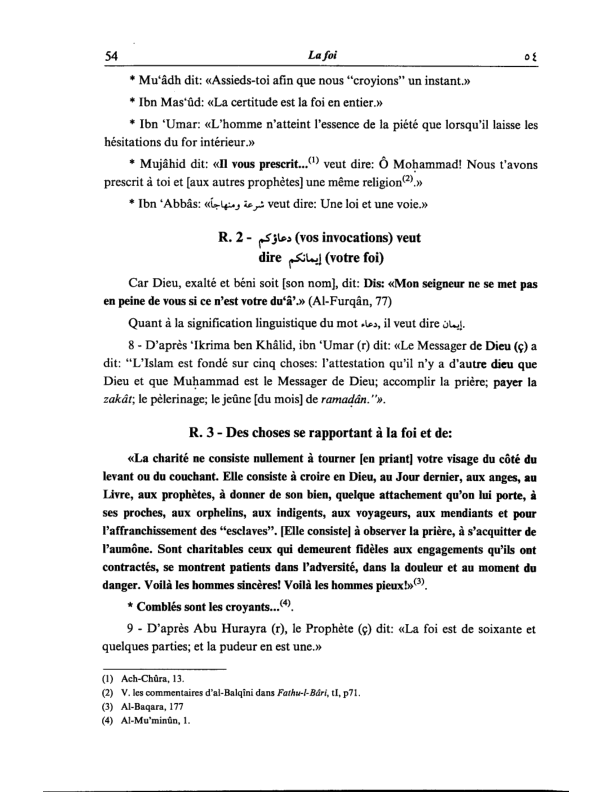 54 La foi ٥٤
* Mu‘âdh dit: «Assieds-toi afin que nous “croyions” un instant.»
* Ibn Mas‘ûd: «La certitude est la foi en entier.»
* Ibn ‘Umar: «L’homme n’atteint l’essence de la piété que lorsqu’il laisse les
hésitations du for intérieur.»
* Mujâhid dit: «Il vous prescrit...(1) veut dire: Ô Moḥammad! Nous t’avons
prescrit à toi et [aux autres prophètes] une même religion(2).»
* Ibn ‘Abbâs: «شرعة ومنهاجاً veut dire: Une loi et une voie.»
R. 2 - دعاؤكم (vos invocations) veut
dire إيمانكم (votre foi)
Car Dieu, exalté et béni soit [son nom], dit: Dis: «Mon seigneur ne se met pas
en peine de vous si ce n’est votre du‘â’.» (Al-Furqân, 77)
Quant à la signification linguistique du mot دعاء, il veut dire إيمان.
8 - D’après ‘Ikrima ben Khâlid, ibn ‘Umar (r) dit: «Le Messager de Dieu (ç) a
dit: “L’Islam est fondé sur cinq choses: l’attestation qu’il n’y a d’autre dieu que
Dieu et que Muḥammad est le Messager de Dieu; accomplir la prière; payer la
zakât; le pèlerinage; le jeûne [du mois] de ramaḍân.”».
R. 3 - Des choses se rapportant à la foi et de:
«La charité ne consiste nullement à tourner [en priant] votre visage du côté du
levant ou du couchant. Elle consiste à croire en Dieu, au Jour dernier, aux anges, au
Livre, aux prophètes, à donner de son bien, quelque attachement qu’on lui porte, à
ses proches, aux orphelins, aux indigents, aux voyageurs, aux mendiants et pour
l’affranchissement des “esclaves”. [Elle consiste] à observer la prière, à s’acquitter de
l’aumône. Sont charitables ceux qui demeurent fidèles aux engagements qu’ils ont
contractés, se montrent patients dans l’adversité, dans la douleur et au moment du
danger. Voilà les hommes sincères! Voilà les hommes pieux!»(3).
* Comblés sont les croyants...(4).
9 - D’après Abu Hurayra (r), le Prophète (ç) dit: «La foi est de soixante et
quelques parties; et la pudeur en est une.»
(1) Ach-Chûra, 13.
(2) V. les commentaires d’al-Balqîni dans Fathu-l-Bâri, tI, p71.
(3) Al-Baqara, 177
(4) Al-Mu’minûn, 1.